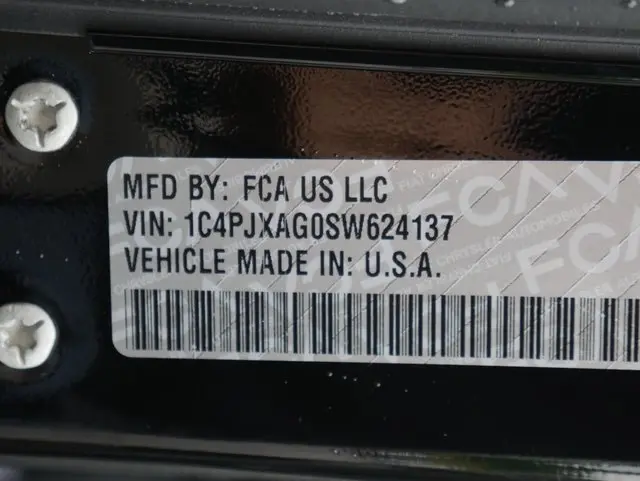 MFD BY: FCA US LLC
VIN: 1C4PJXAG0SW624137
VEHICLE MADE IN: U.S.A.